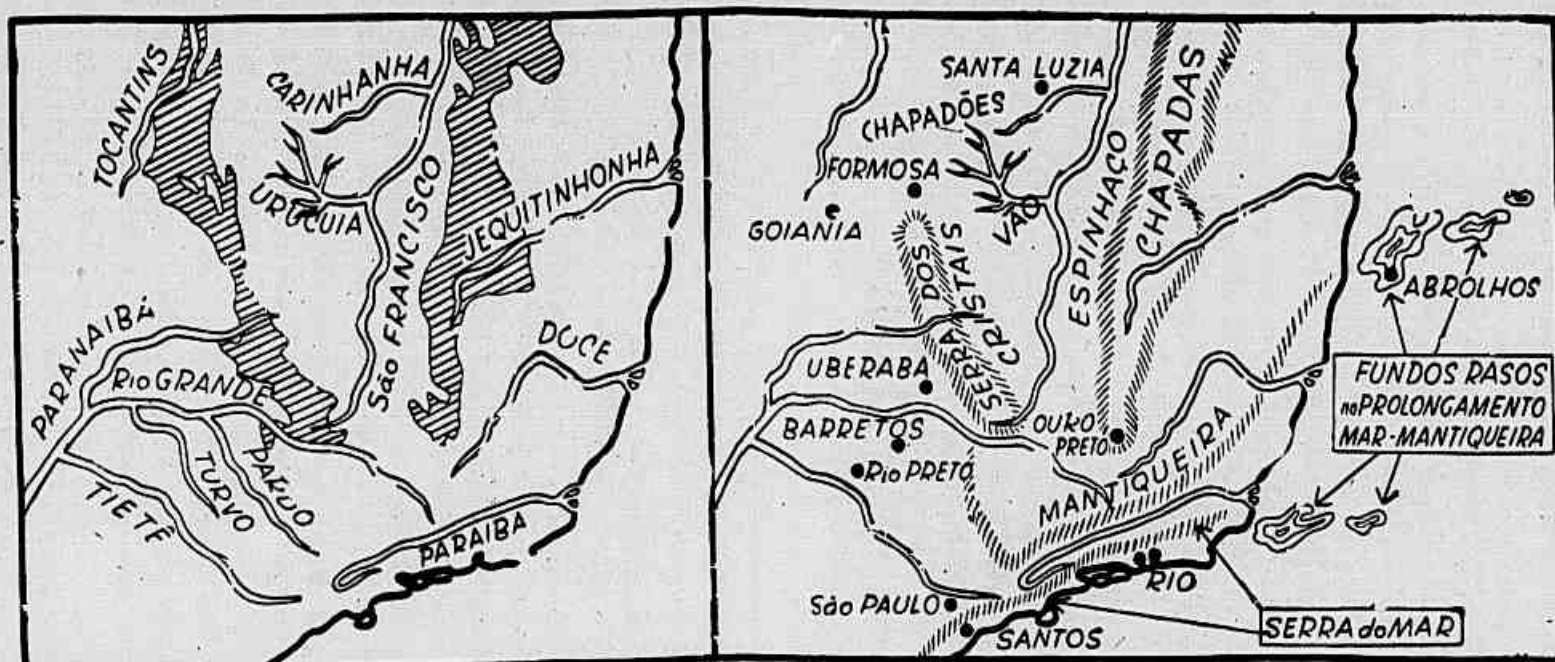 TOCANTINS
CARINHANHA
URUCUIA
São FRANCISCO
JEQUITINHONHA
DOCE
PARANAIBÁ
Rio GRANDE
PARDO
TURVO
TIETÊ
PARAIBA
SANTA LUZIA
CHAPADÕES
FORMOSA
GOIANIA
VÃO
ESPINHAÇO
CHAPADAS
SERRA DOS
CRISTAIS
UBERABA
BARRETOS
Rio PRETO
OURO
PRETO
MANTIQUEIRA
ABROLHOS
FUNDOS RASOS
no PROLONGAMENTO
MAR-MANTIQUEIRA
RIO
São PAULO
SANTOS
SERRA do MAR